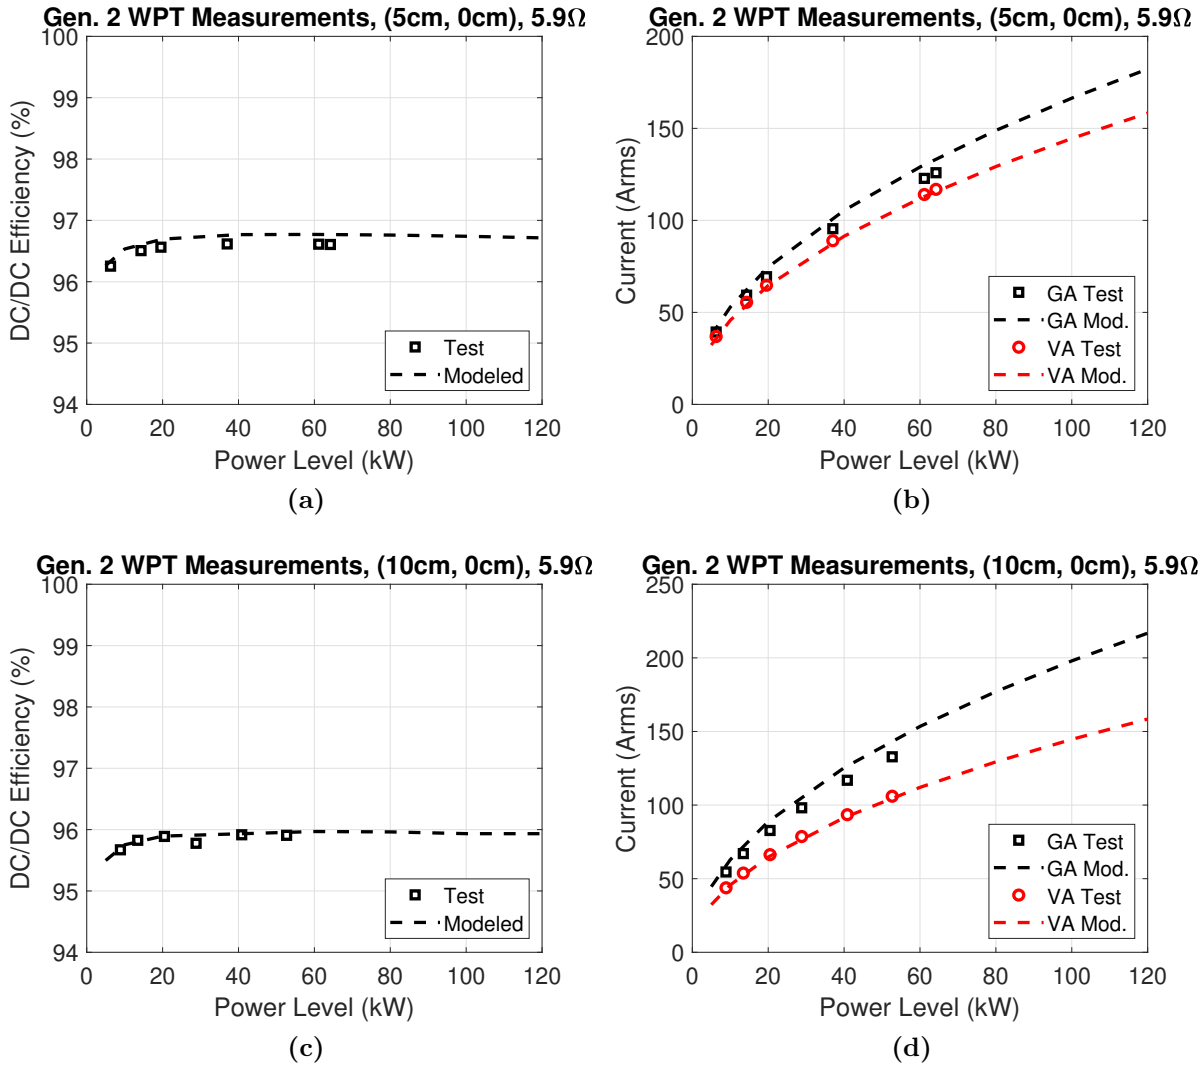 Gen. 2 WPT Measurements, (5cm, 0cm), 5.9Ω
100
99
98
97
96
95
94
DC/DC Efficiency (%)
Test
Modeled
0 20 40 60 80 100 120
Power Level (kW)
(a)
Gen. 2 WPT Measurements, (5cm, 0cm), 5.9Ω
200
150
100
50
0
Current (Arms)
GA Test
GA Mod.
VA Test
VA Mod.
0 20 40 60 80 100 120
Power Level (kW)
(b)
Gen. 2 WPT Measurements, (10cm, 0cm), 5.9Ω
100
99
98
97
96
95
94
DC/DC Efficiency (%)
Test
Modeled
0 20 40 60 80 100 120
Power Level (kW)
(c)
Gen. 2 WPT Measurements, (10cm, 0cm), 5.9Ω
250
200
150
100
50
0
Current (Arms)
GA Test
GA Mod.
VA Test
VA Mod.
0 20 40 60 80 100 120
Power Level (kW)
(d)